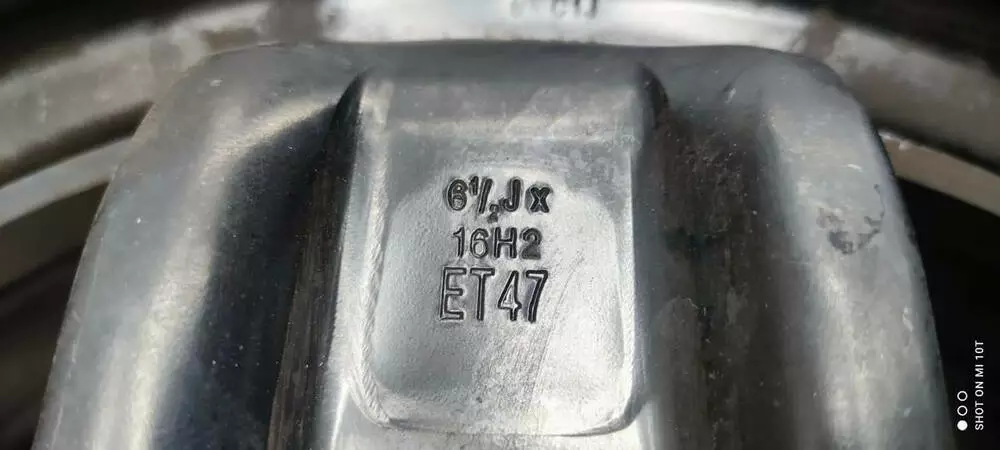 6½Jx
16H2
ET47
SHOT ON MI 10T